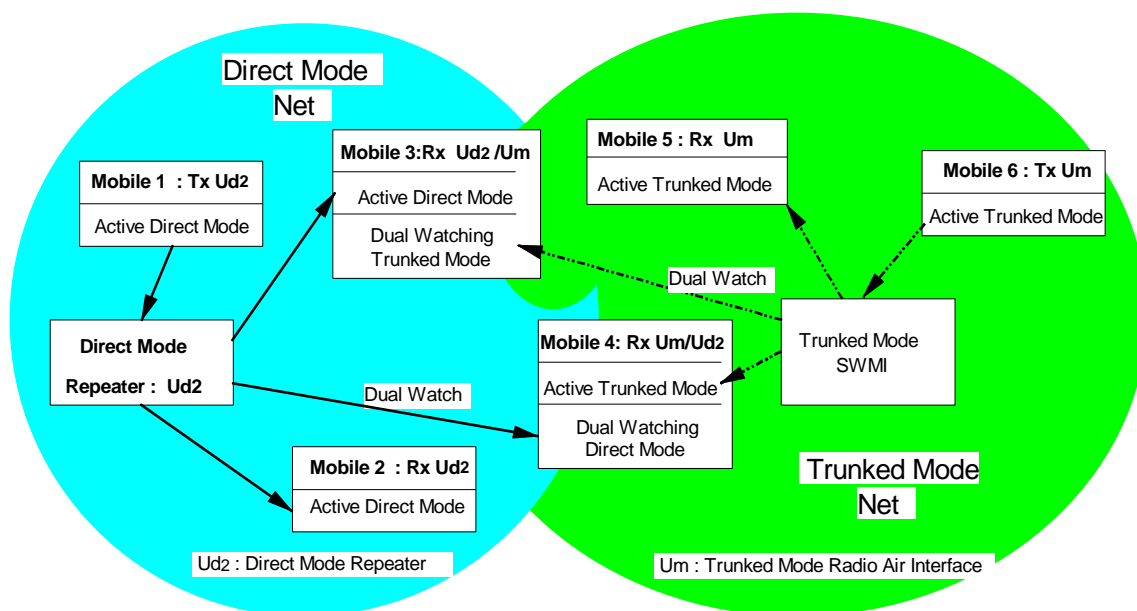 Direct Mode
Net
Mobile 1 : Tx Ud2
Active Direct Mode
Mobile 3:Rx Ud2 /Um
Active Direct Mode
Dual Watching
Trunked Mode
Mobile 5 : Rx Um
Active Trunked Mode
Mobile 6 : Tx Um
Active Trunked Mode
Dual Watch
Direct Mode
Repeater : Ud2
Dual Watch
Mobile 4: Rx Um/Ud2
Active Trunked Mode
Dual Watching
Direct Mode
Trunked Mode
SWMI
Mobile 2 : Rx Ud2
Active Direct Mode
Trunked Mode
Net
Ud2 : Direct Mode Repeater
Um : Trunked Mode Radio Air Interface